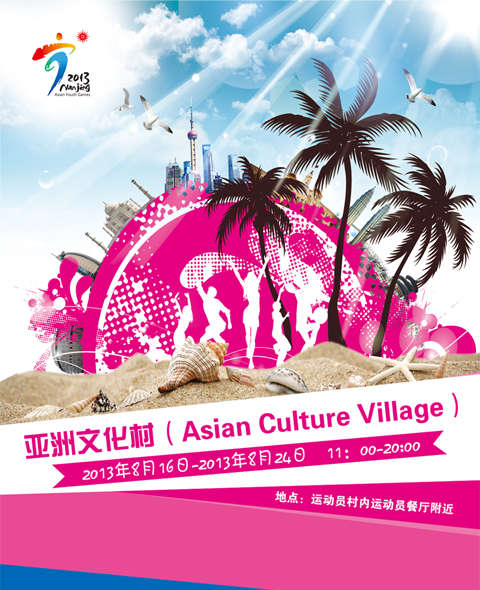 2013
Nanjing
Asian Youth Games
亚洲文化村（Asian Culture Village）
2013年8月16日-2013年8月24日 11：00-20:00
地点：运动员村内运动员餐厅附近